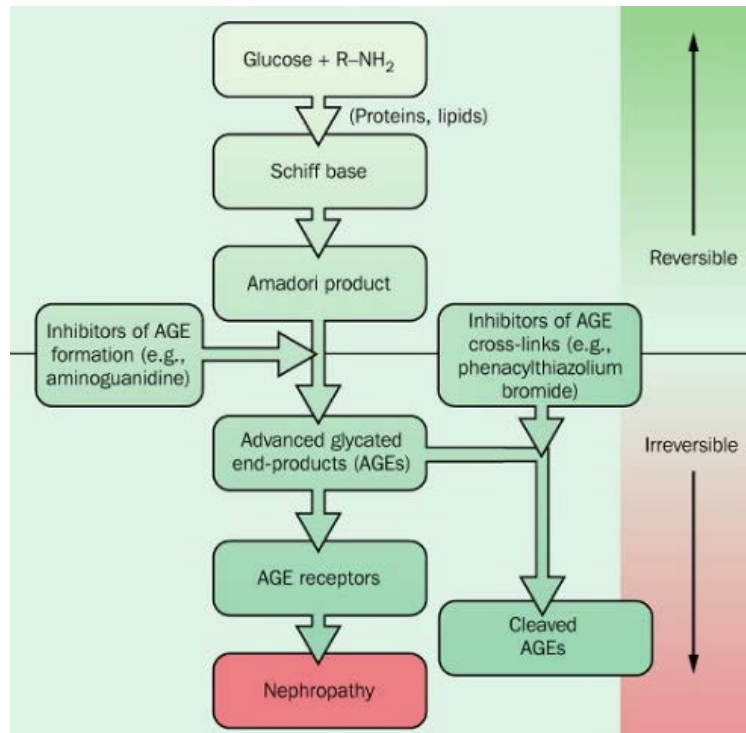 Glucose + R–NH₂
(Proteins, lipids)
Schiff base
Amadori product
Reversible
Inhibitors of AGE
formation (e.g.,
aminoguanidine)
Inhibitors of AGE
cross-links (e.g.,
phenacylthiazolium
bromide)
Advanced glycated
end-products (AGEs)
Irreversible
AGE receptors
Cleaved
AGEs
Nephropathy